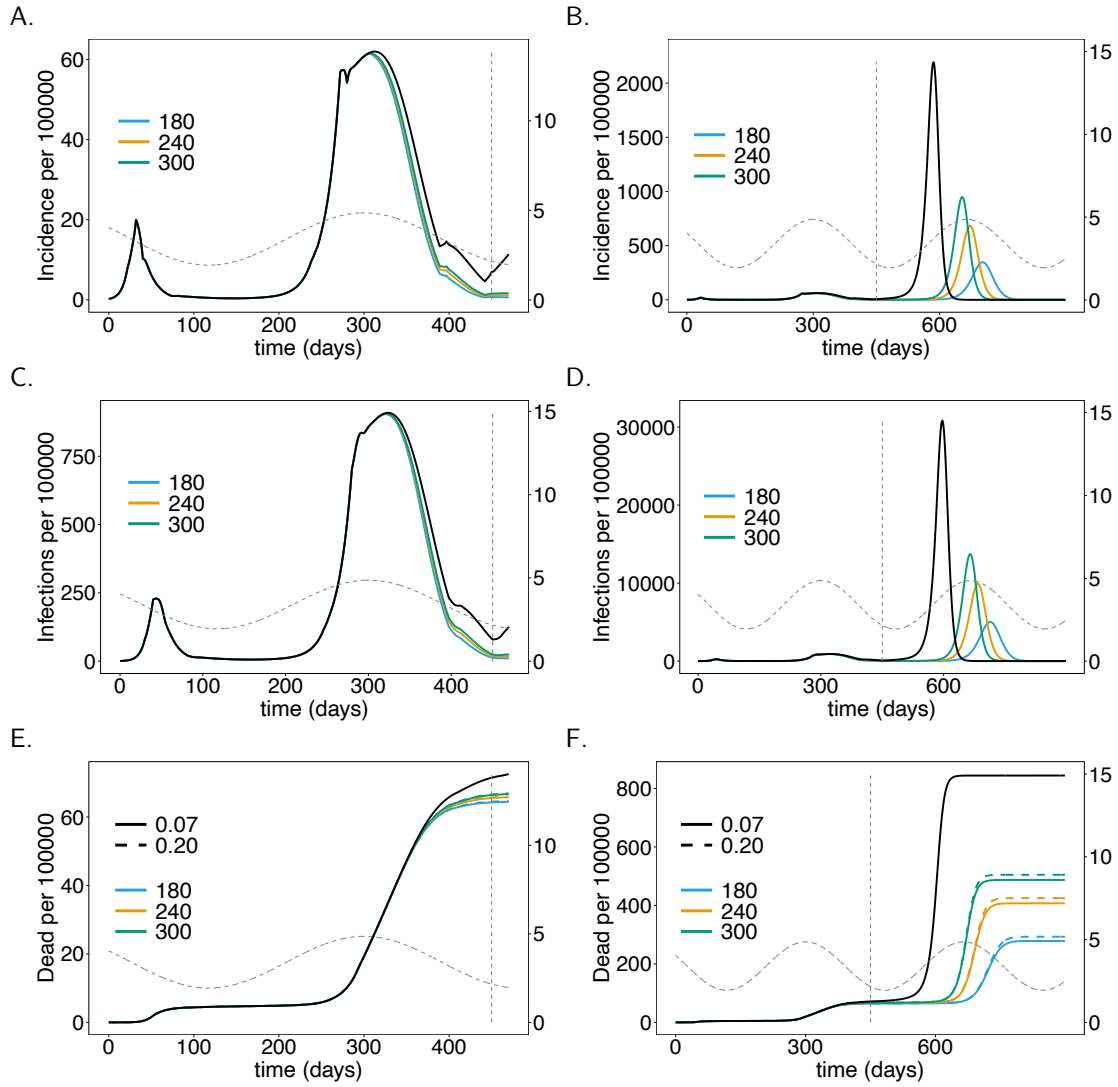 A.
Incidence per 100000
60
40
20
0
180
240
300
10
5
0
0 100 200 300 400
time (days)
B.
Incidence per 100000
2000
1500
1000
500
0
180
240
300
15
10
5
0
0 300 600
time (days)
C.
Infections per 100000
750
500
250
0
180
240
300
15
10
5
0
0 100 200 300 400
time (days)
D.
Infections per 100000
30000
20000
10000
0
180
240
300
15
10
5
0
0 300 600
time (days)
E.
Dead per 100000
60
40
20
0
0.07
0.20
180
240
300
10
5
0
0 100 200 300 400
time (days)
F.
Dead per 100000
800
600
400
200
0
0.07
0.20
180
240
300
15
10
5
0
0 300 600
time (days)